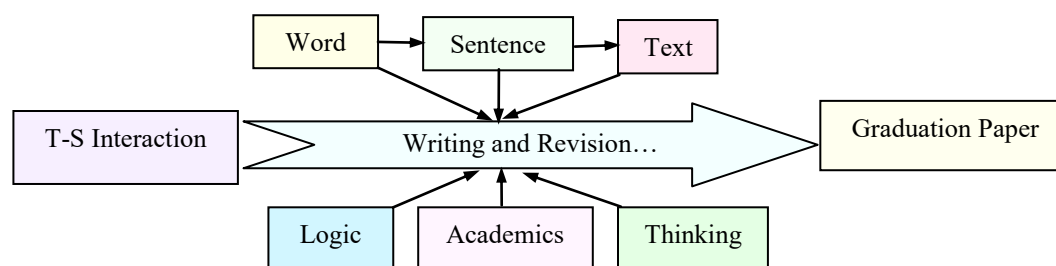 Word
Sentence
Text
T-S Interaction
Writing and Revision…
Graduation Paper
Logic
Academics
Thinking